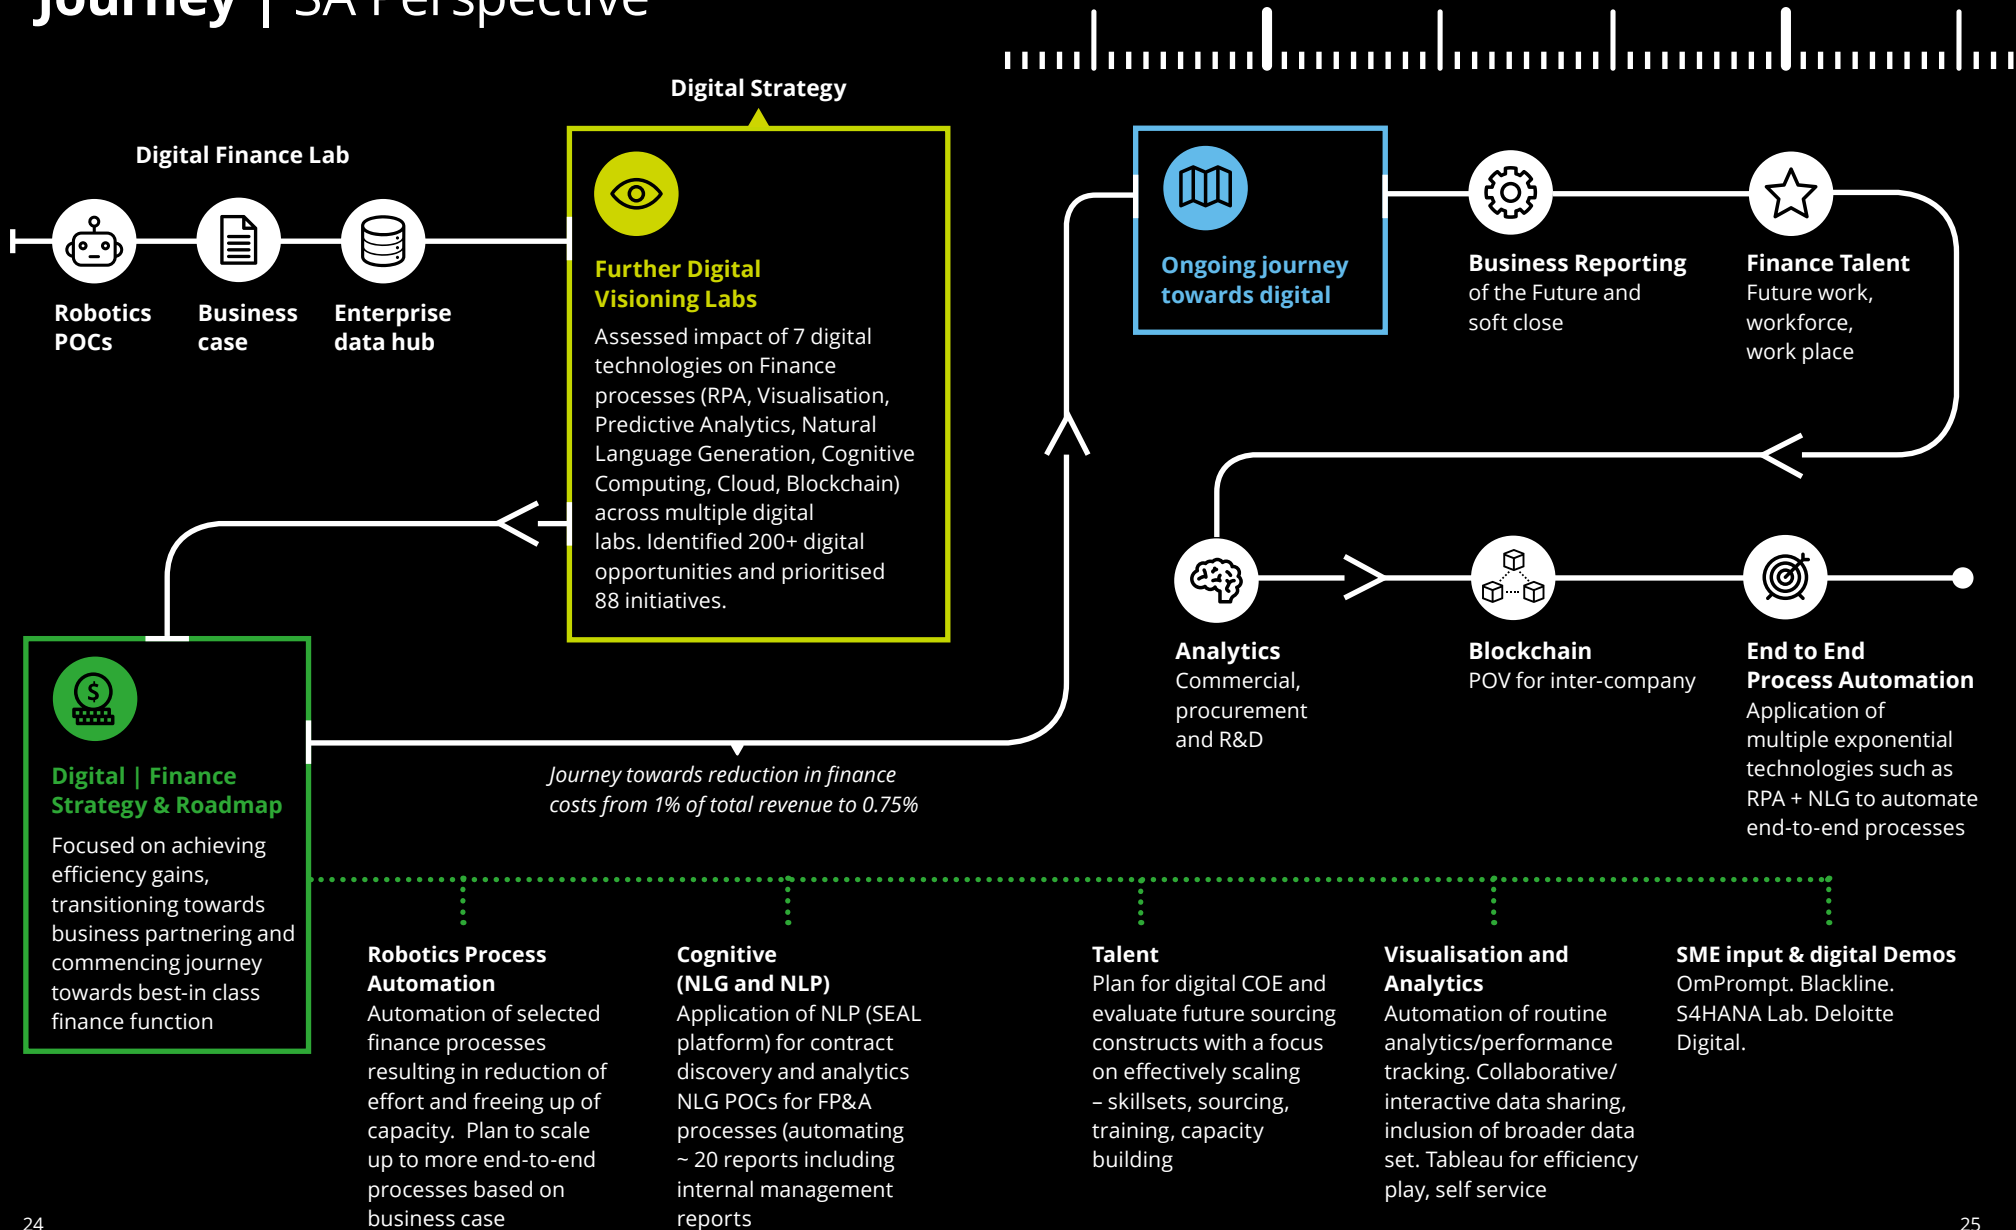 Journey | SA Perspective
Digital Finance Lab
Robotics
POCs
Business
case
Enterprise
data hub
Digital Strategy
Further Digital
Visioning Labs
Assessed impact of 7 digital
technologies on Finance
processes (RPA, Visualisation,
Predictive Analytics, Natural
Language Generation, Cognitive
Computing, Cloud, Blockchain)
across multiple digital
labs. Identified 200+ digital
opportunities and prioritised
88 initiatives.
Digital | Finance
Strategy & Roadmap
Focused on achieving
efficiency gains,
transitioning towards
business partnering and
commencing journey
towards best-in class
finance function
Journey towards reduction in finance
costs from 1% of total revenue to 0.75%
Ongoing journey
towards digital
Business Reporting
of the Future and
soft close
Finance Talent
Future work,
workforce,
work place
Analytics
Commercial,
procurement
and R&D
Blockchain
POV for inter-company
End to End
Process Automation
Application of
multiple exponential
technologies such as
RPA + NLG to automate
end-to-end processes
Robotics Process
Automation
Automation of selected
finance processes
resulting in reduction of
effort and freeing up of
capacity.  Plan to scale
up to more end-to-end
processes based on
business case
Cognitive
(NLG and NLP)
Application of NLP (SEAL
platform) for contract
discovery and analytics
NLG POCs for FP&A
processes (automating
~ 20 reports including
internal management
reports
Talent
Plan for digital COE and
evaluate future sourcing
constructs with a focus
on effectively scaling
– skillsets, sourcing,
training, capacity
building
Visualisation and
Analytics
Automation of routine
analytics/performance
tracking. Collaborative/
interactive data sharing,
inclusion of broader data
set. Tableau for efficiency
play, self service
SME input & digital Demos
OmPrompt. Blackline.
S4HANA Lab. Deloitte
Digital.
24
25